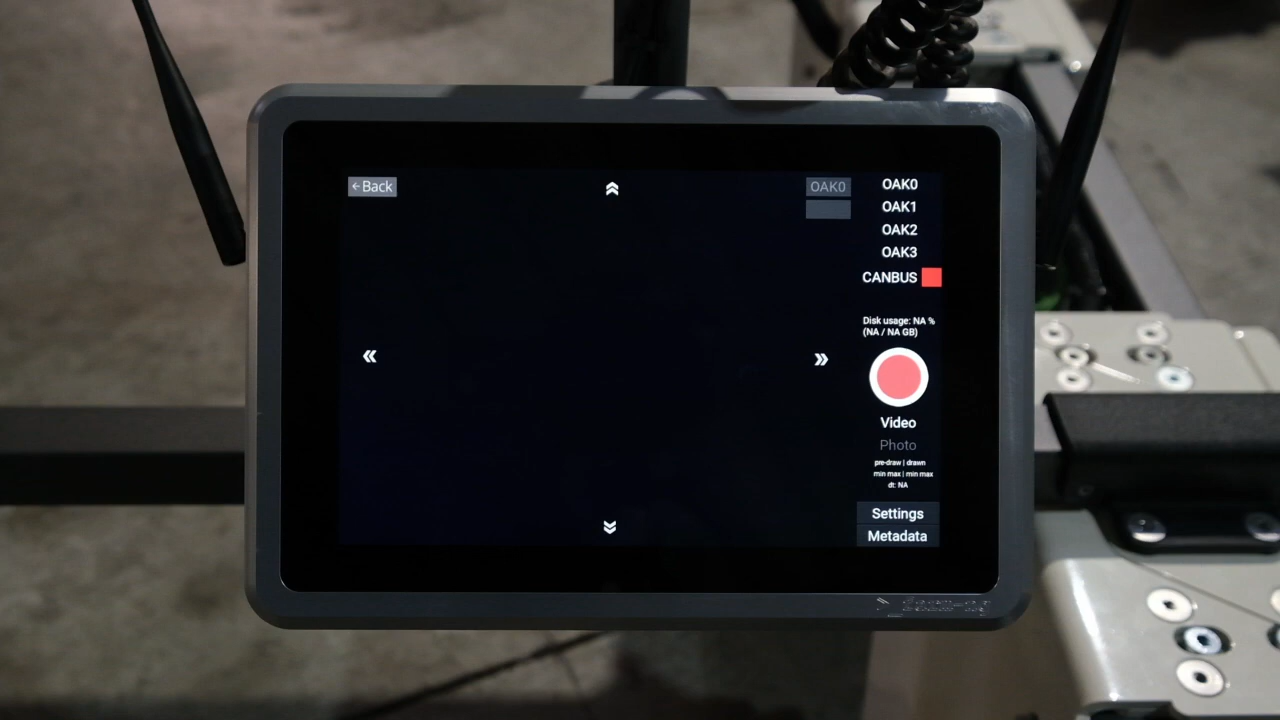 ←Back
OAK0
OAK0
OAK1
OAK2
OAK3
CANBUS
Disk usage: NA %
(NA / NA GB)
Video
Photo
pre-draw | drawn
min max | min max
dt: NA
Settings
Metadata